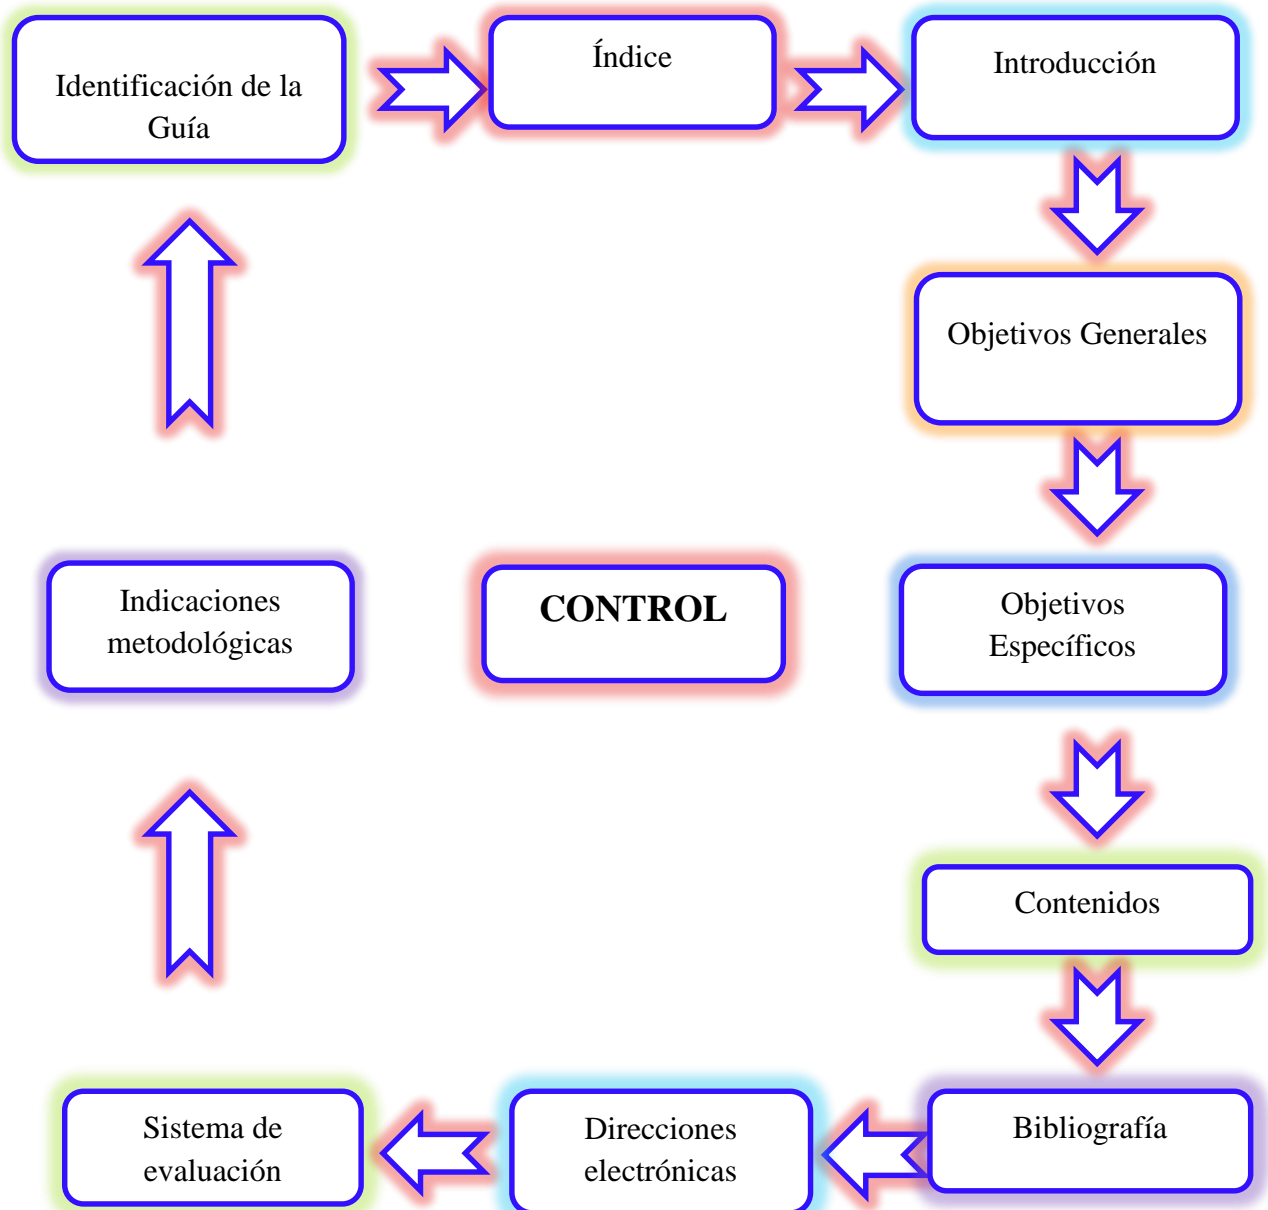 Identificación de la
Guía
Índice
Introducción
Objetivos Generales
Indicaciones
metodológicas
CONTROL
Objetivos
Específicos
Contenidos
Sistema de
evaluación
Direcciones
electrónicas
Bibliografía